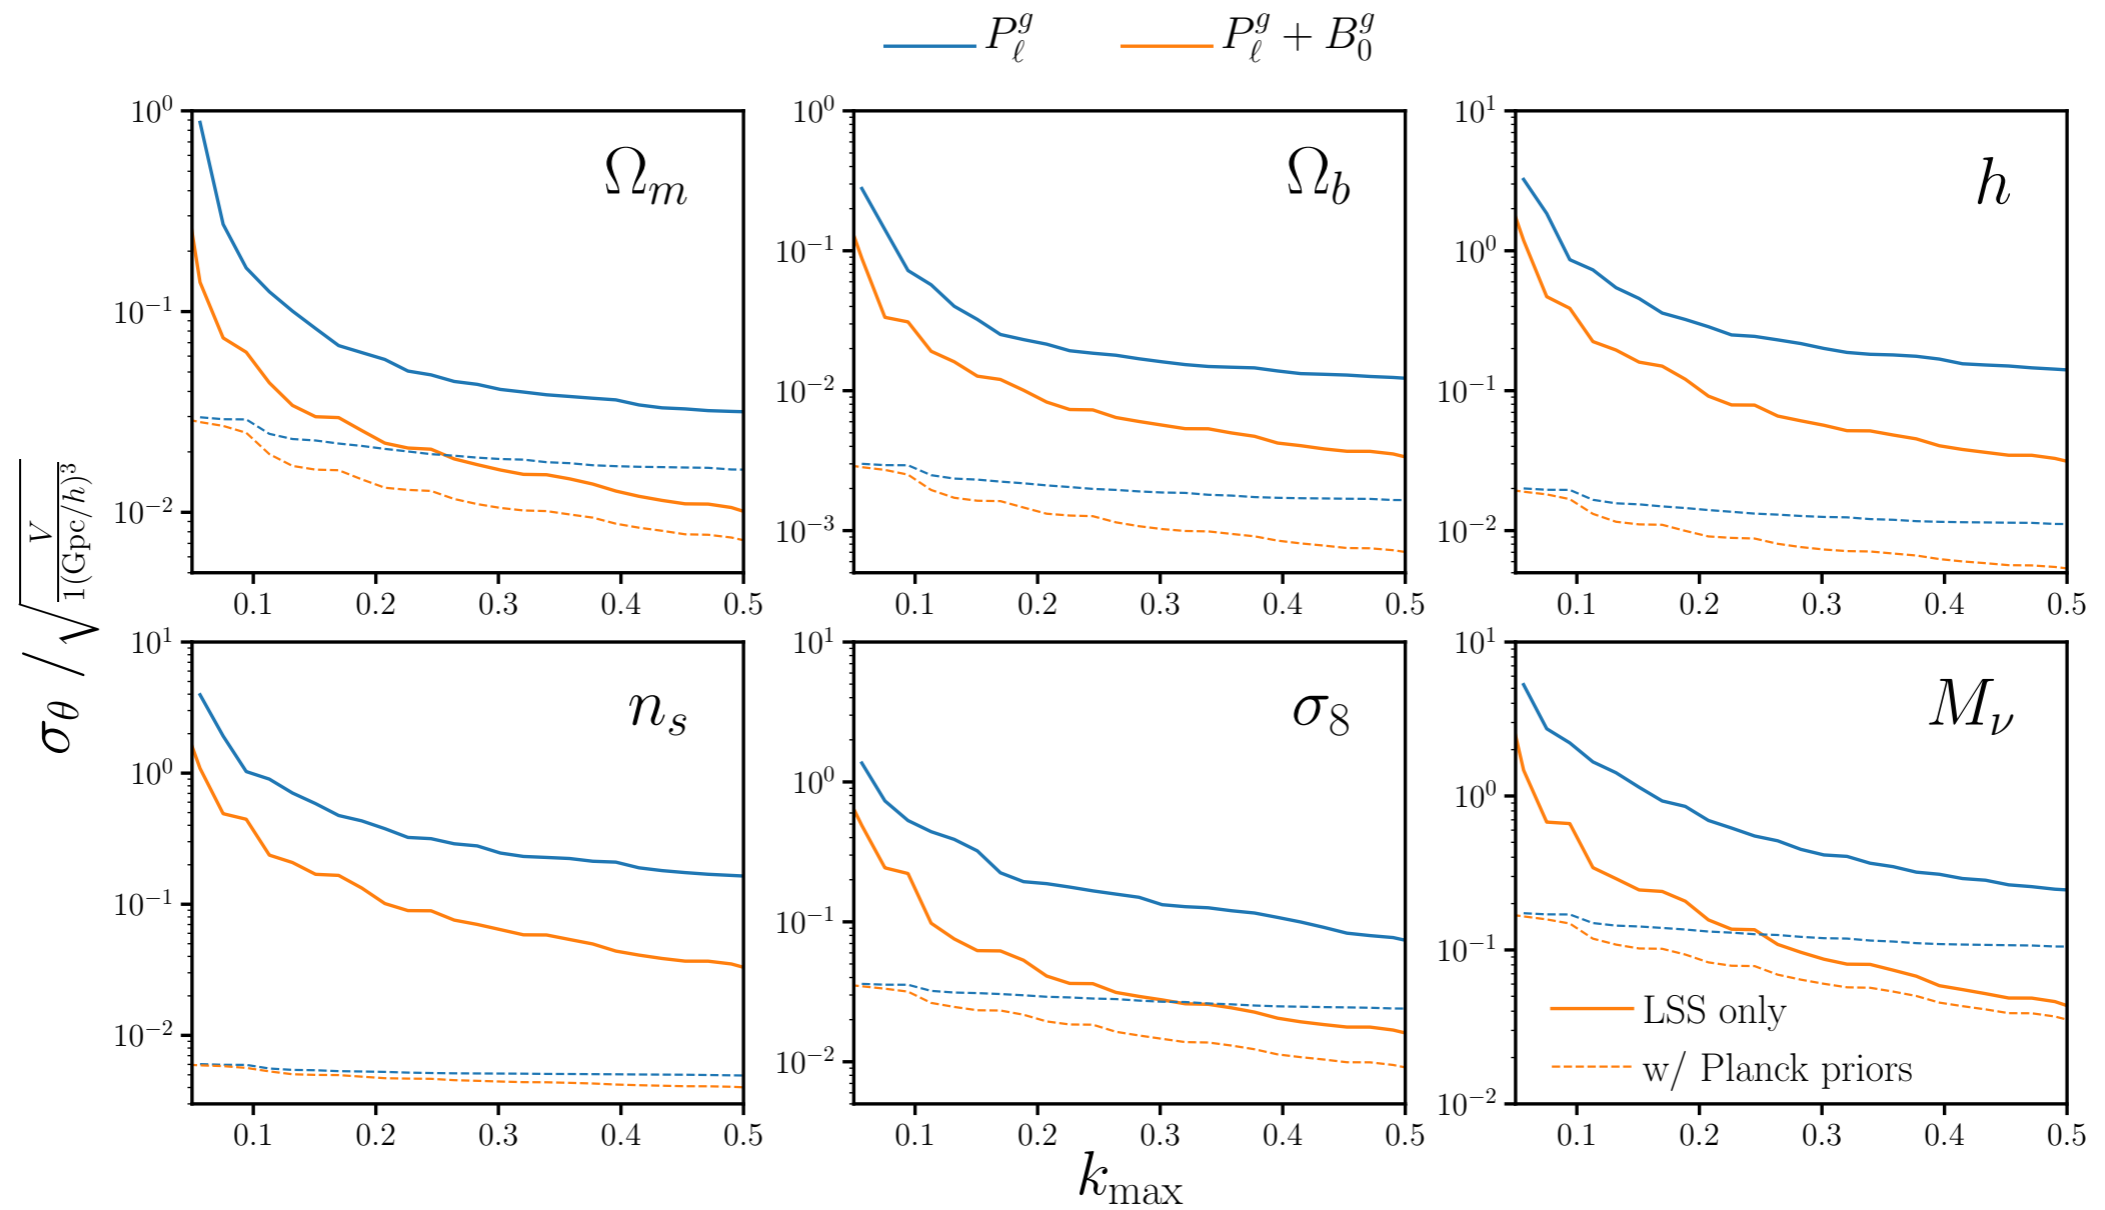 P_ℓ^g P_ℓ^g + B_0^g
10^0 10^-1 10^-2
Ω_m
0.1 0.2 0.3 0.4 0.5
10^0 10^-1 10^-2 10^-3
Ω_b
0.1 0.2 0.3 0.4 0.5
10^1 10^0 10^-1 10^-2
h
0.1 0.2 0.3 0.4 0.5
σ_θ / √(V / 1(Gpc/h)^3)
10^1 10^0 10^-1 10^-2
n_s
0.1 0.2 0.3 0.4 0.5
10^1 10^0 10^-1 10^-2
σ_8
0.1 0.2 0.3 0.4 0.5
10^1 10^0 10^-1 10^-2
M_ν
LSS only
w/ Planck priors
0.1 0.2 0.3 0.4 0.5
k_max